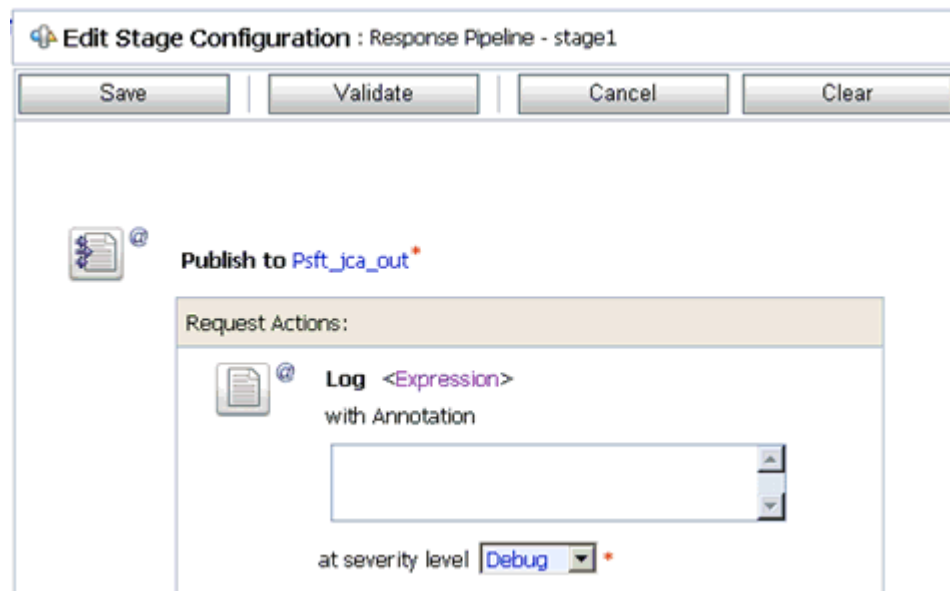 Edit Stage Configuration : Response Pipeline - stage1
Save Validate Cancel Clear
@
Publish to Psft_jca_out*
Request Actions:
@ Log <Expression>
with Annotation
at severity level Debug *